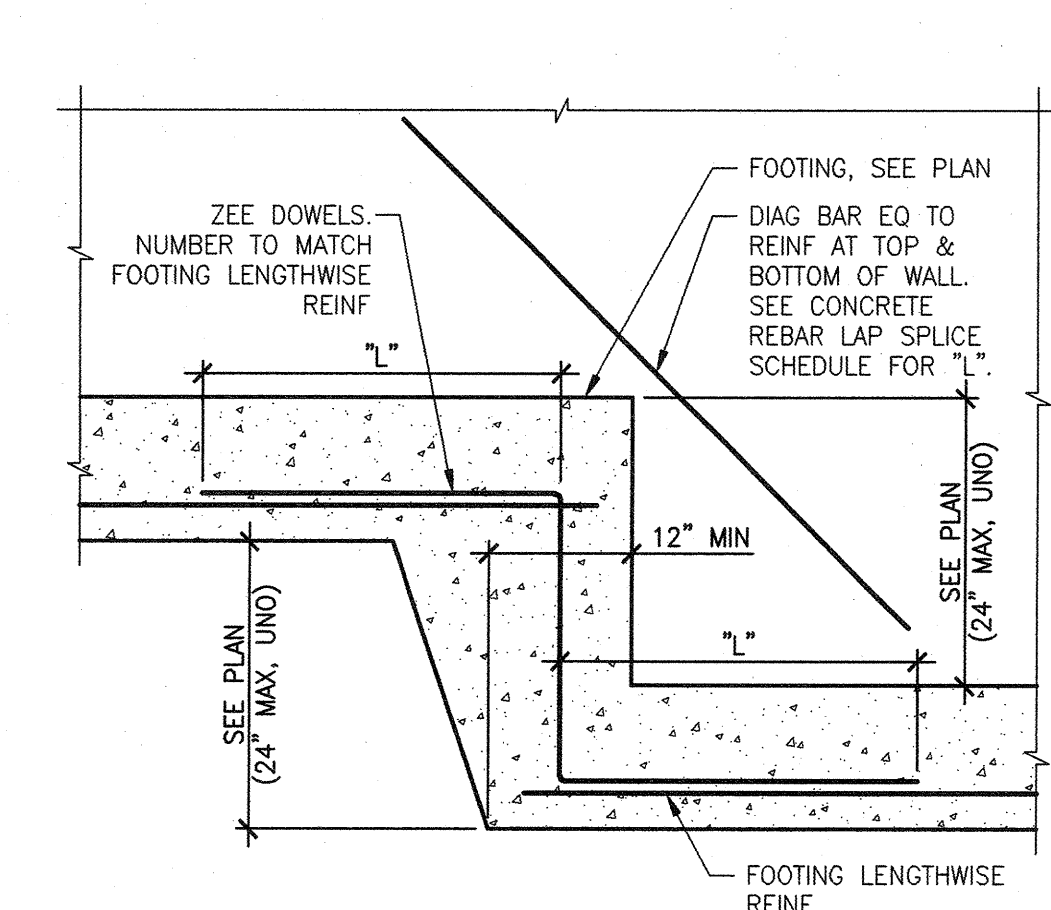 FOOTING, SEE PLAN
ZEE DOWELS.
NUMBER TO MATCH
FOOTING LENGTHWISE
REINF
DIAG BAR EQ TO
REINF AT TOP &
BOTTOM OF WALL.
SEE CONCRETE
REBAR LAP SPLICE
SCHEDULE FOR "L".
"L"
12" MIN
SEE PLAN
(24" MAX, UNO)
"L"
SEE PLAN
(24" MAX, UNO)
FOOTING LENGTHWISE
REINF